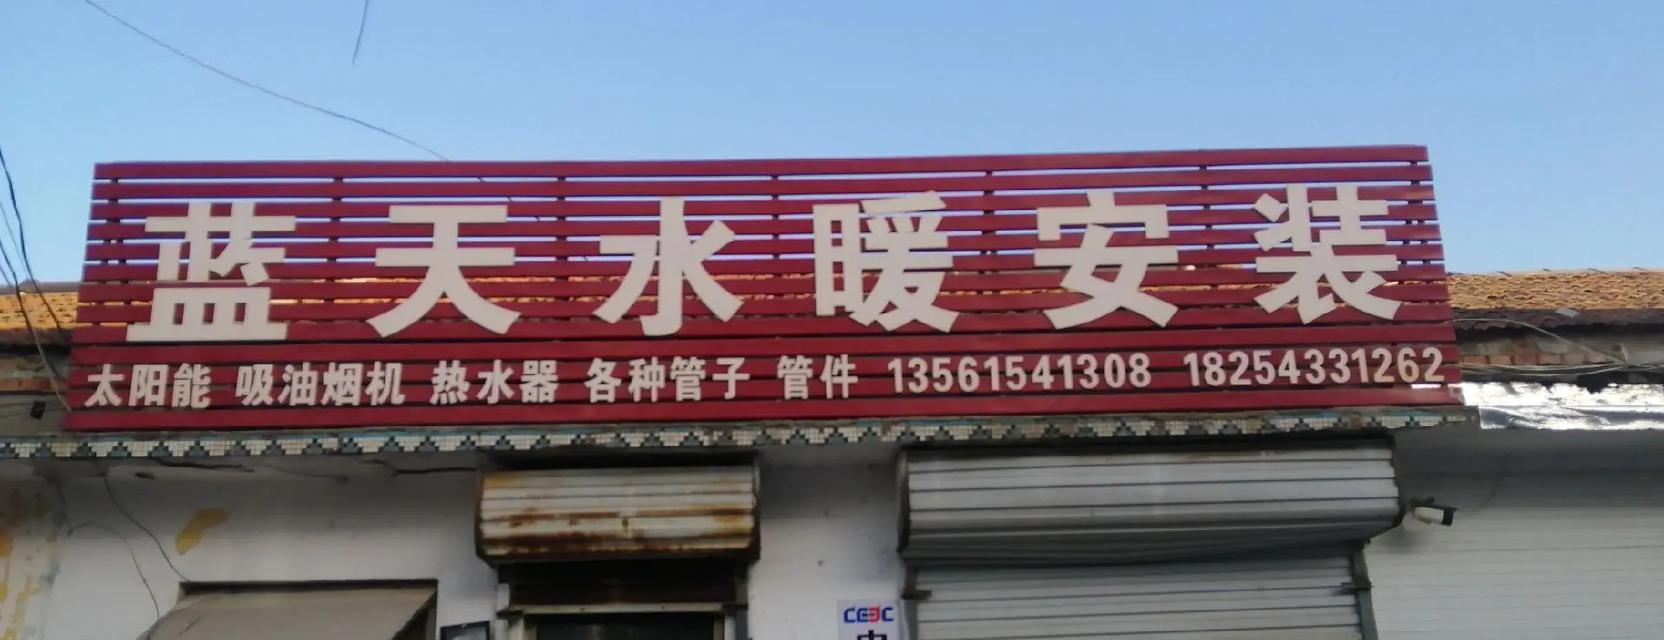 蓝天水暖安装
太阳能 吸油烟机 热水器 各种管子 管件 13561541308 18254331262